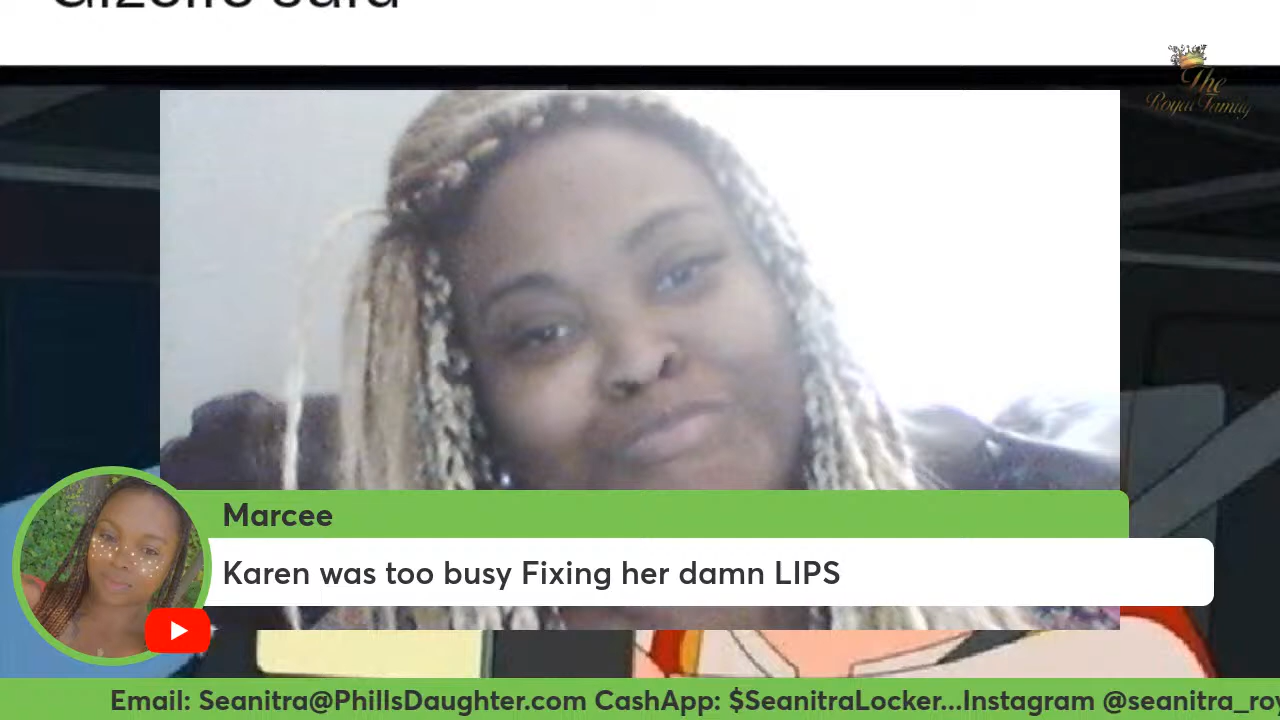 The
Royal Family
Marcee
Karen was too busy Fixing her damn LIPS
Email: Seanitra@PhillsDaughter.com CashApp: $SeanitraLocker...Instagram @seanitra_roy